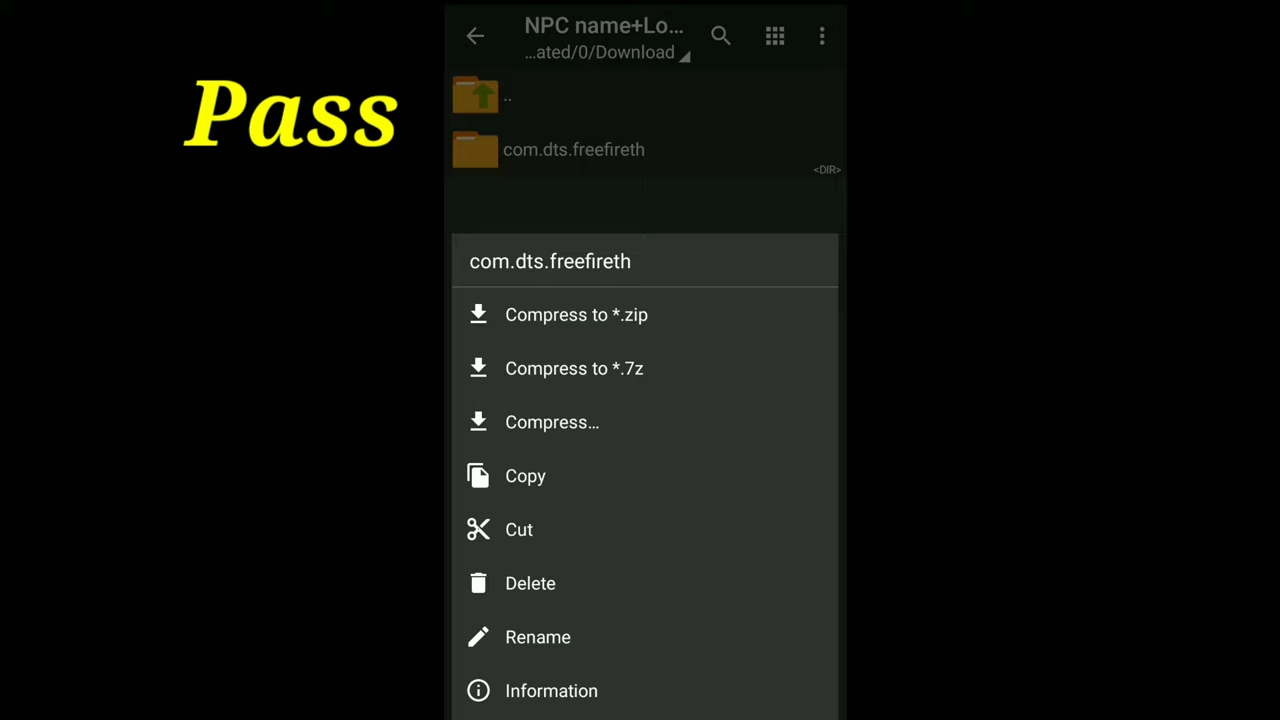 Pass
NPC name+Lo...
...ated/0/Download
..
com.dts.freefireth
<DIR>
com.dts.freefireth
Compress to *.zip
Compress to *.7z
Compress...
Copy
Cut
Delete
Rename
Information